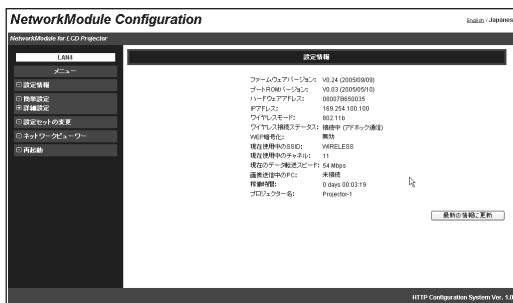 NetworkModule Configuration
English / Japanese
NetworkModule for LCD Projector
LAN4
メニュー
設定情報
簡単設定
詳細設定
設定セットの変更
ネットワークビューワー
再起動
設定情報
ファームウェアバージョン: V0.24 (2005/09/09)
ブートROMバージョン: V0.03 (2005/05/10)
ハードウェアアドレス: 08007B650035
IPアドレス: 169.254.100.100
ワイヤレスモード: 802.11b
ワイヤレス接続ステータス: 接続中 (アドホック通信)
WEP暗号化: 無効
現在使用中のSSID: WIRELESS
現在使用中のチャネル: 11
現在のデータ転送スピード: 54 Mbps
画像送信中のPC: 未接続
稼働時間: 0 days 00:03:19
プロジェクター名: Projector-1
最新の情報に更新
HTTP Configuration System Ver. 1.0